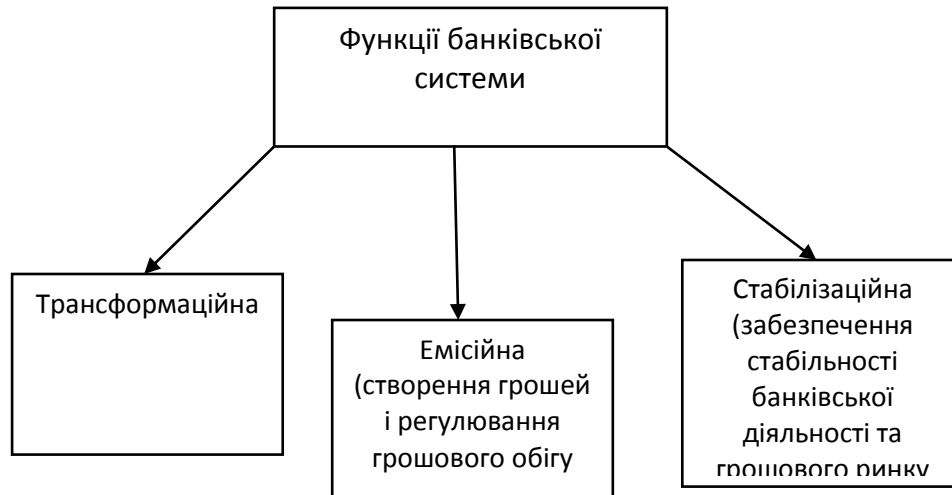 Функції банківської
системи
Трансформаційна
Емісійна
(створення грошей
і регулювання
грошового обігу
Стабілізаційна
(забезпечення
стабільності
банківської
діяльності та
грошового ринку